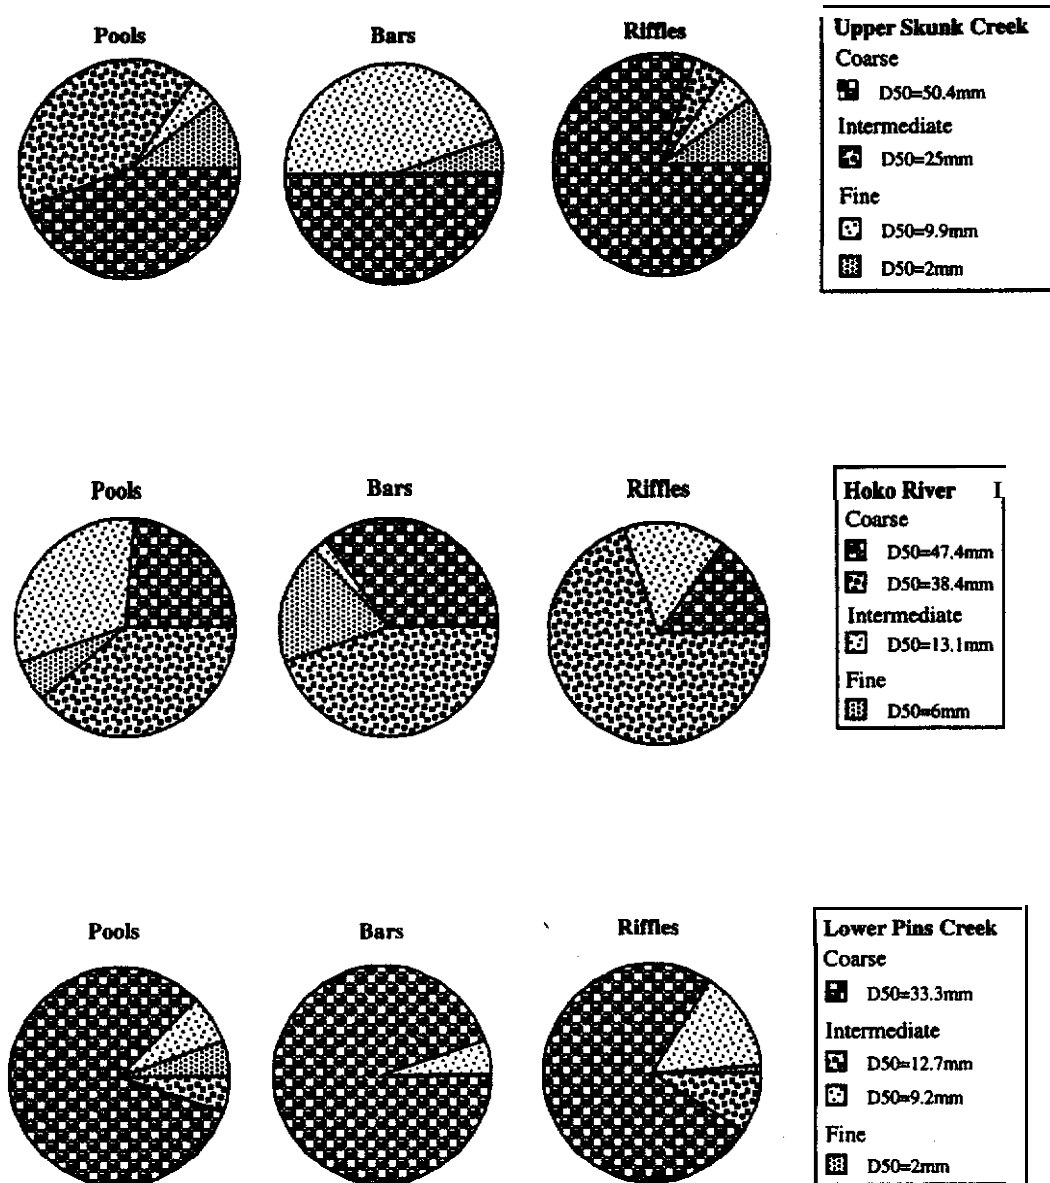 Pools
Bars
Riffles
Upper Skunk Creek
Coarse
D50=50.4mm
Intermediate
D50=25mm
Fine
D50=9.9mm
D50=2mm
Pools
Bars
Riffles
Hoko River I
Coarse
D50=47.4mm
D50=38.4mm
Intermediate
D50=13.1mm
Fine
D50=6mm
Pools
Bars
Riffles
Lower Pins Creek
Coarse
D50=33.3mm
Intermediate
D50=12.7mm
D50=9.2mm
Fine
D50=2mm